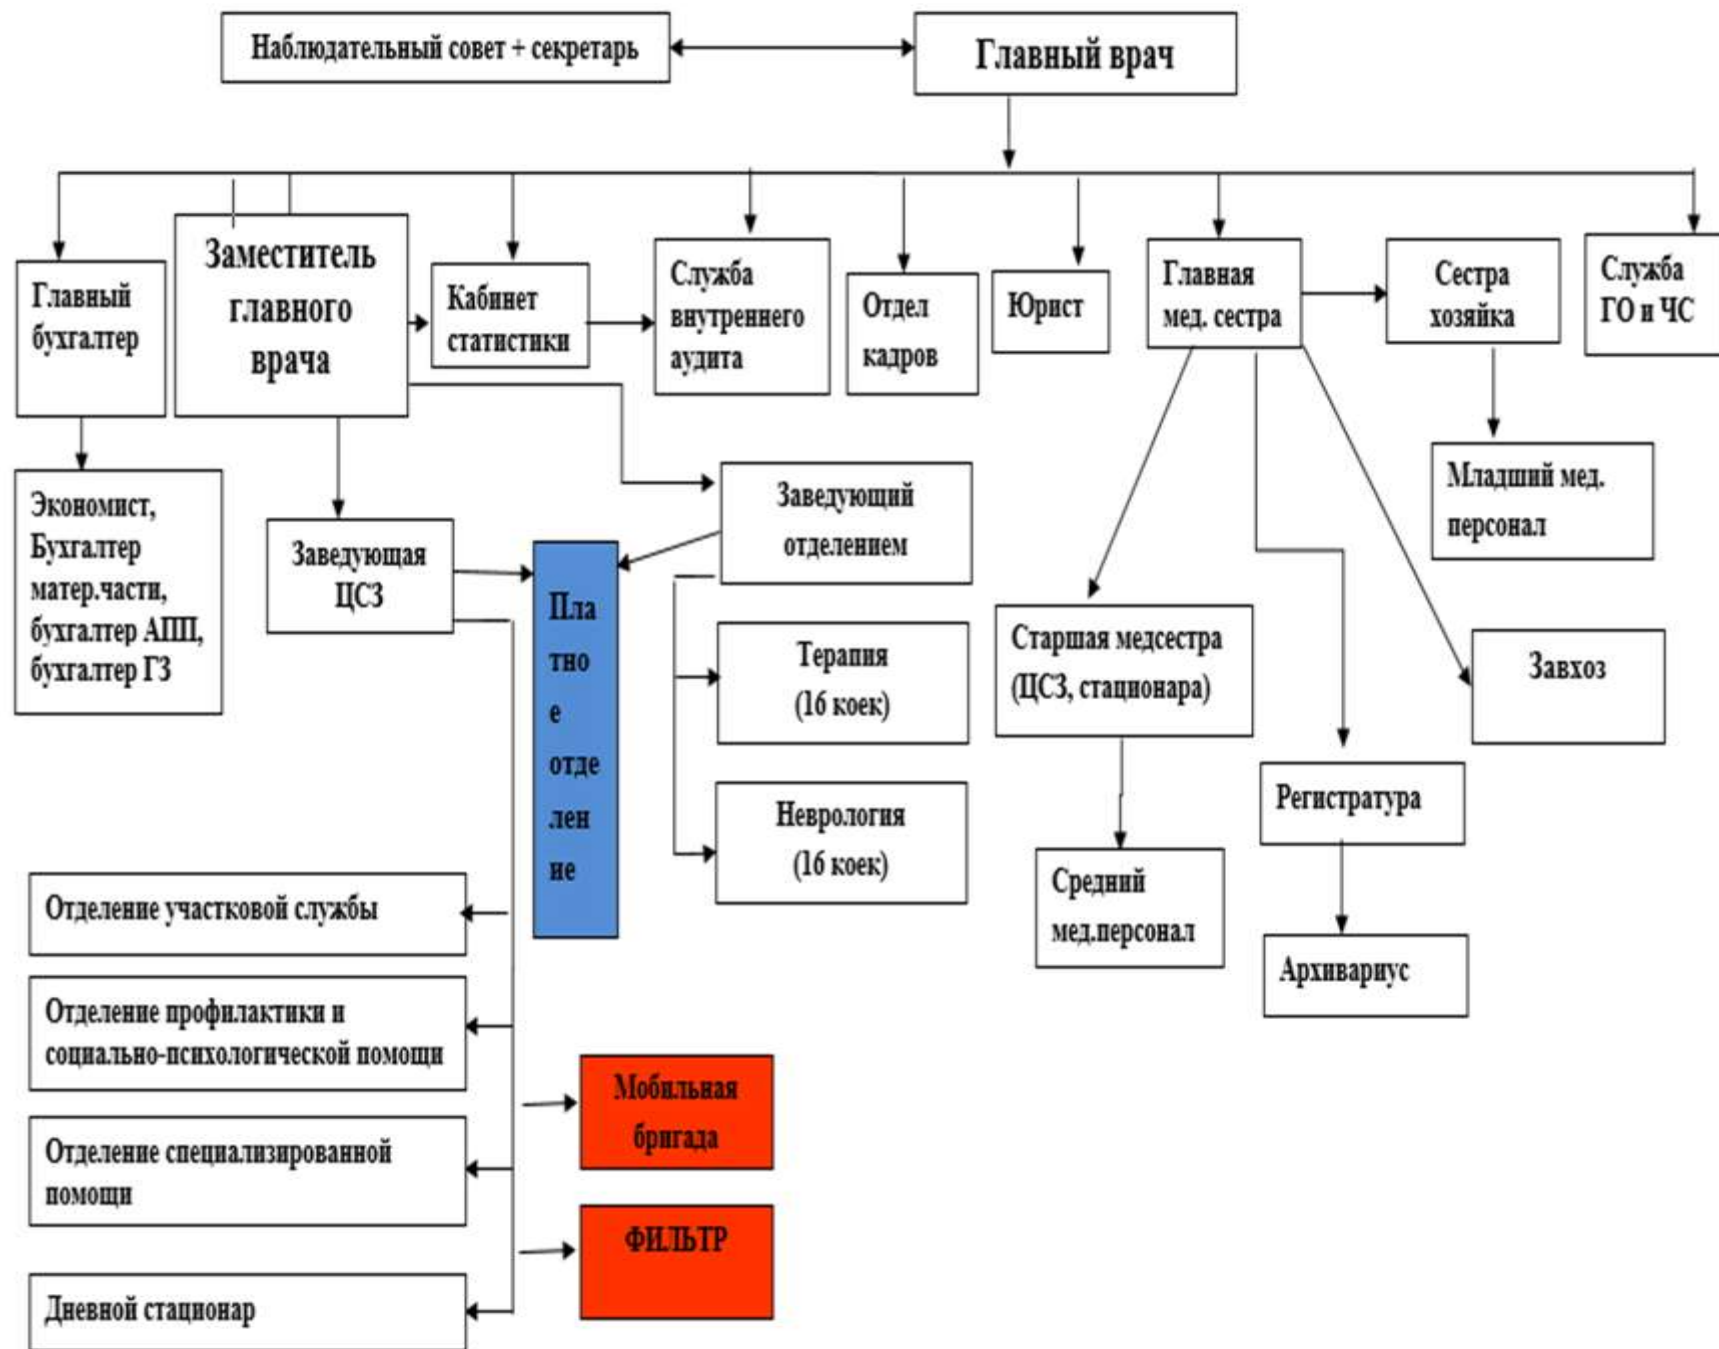 Наблюдательный совет + секретарь
Главный врач
Главный
бухгалтер
Заместитель
главного
врача
Кабинет
статистики
Служба
внутреннего
аудита
Отдел
кадров
Юрист
Главная
мед. сестра
Сестра
хозяйка
Служба
ГО и ЧС
Экономист,
Бухгалтер
матер.части,
бухгалтер АПП,
бухгалтер ГЗ
Заведующая
ЦСЗ
Пла
тно
е
отде
лен
ие
Заведующий
отделением
Терапия
(16 коек)
Неврология
(16 коек)
Младший мед.
персонал
Старшая медсестра
(ЦСЗ, стационара)
Завхоз
Регистратура
Средний
мед.персонал
Архивариус
Отделение участковой службы
Отделение профилактики и
социально-психологической помощи
Отделение специализированной
помощи
Дневной стационар
Мобильная
бригада
ФИЛЬТР